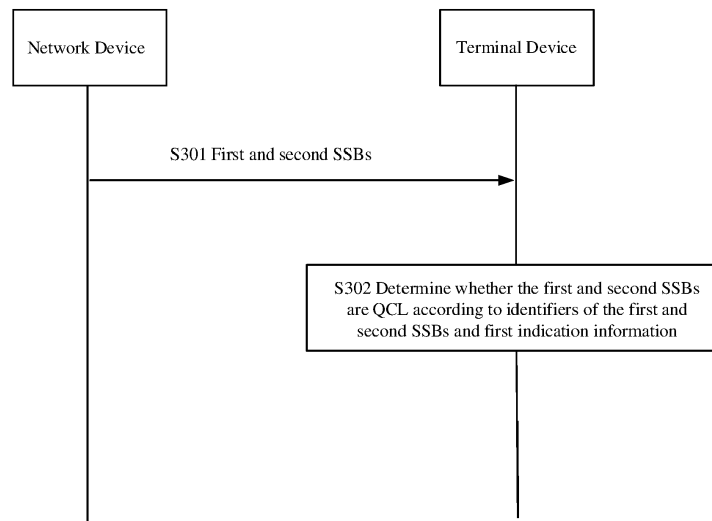 Network Device
Terminal Device
S301 First and second SSBs
S302 Determine whether the first and second SSBs
are QCL according to identifiers of the first and
second SSBs and first indication information